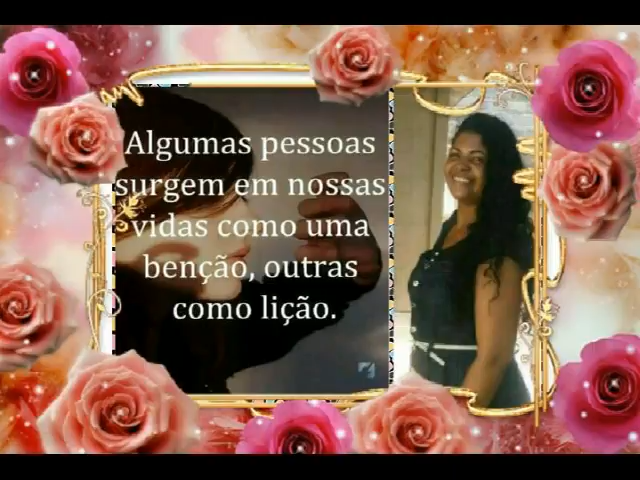 Algumas pessoas
surgem em nossas
vidas como uma
benção, outras
como lição.